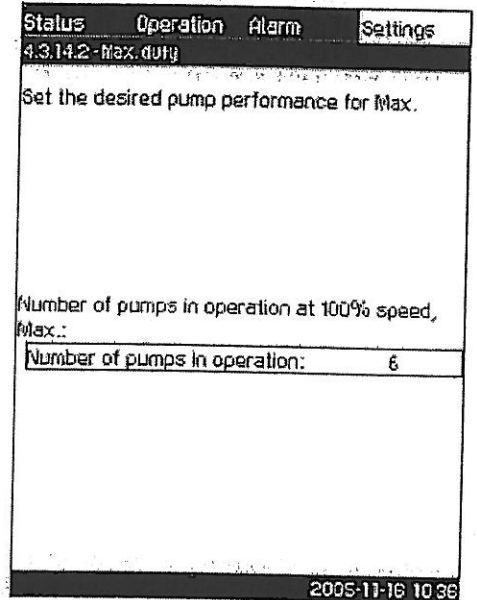 Status Operation Alarm Settings
4.3.14.2 - Max. duty
Set the desired pump performance for Max.
Number of pumps in operation at 100% speed,
Max.:
Number of pumps in operation: 6
2005-11-16 10:36